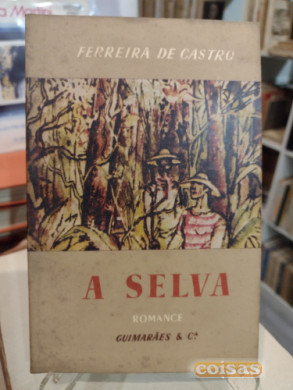 FERREIRA DE CASTRO
A SELVA
ROMANCE
GUIMARÃES & Cª
coisas